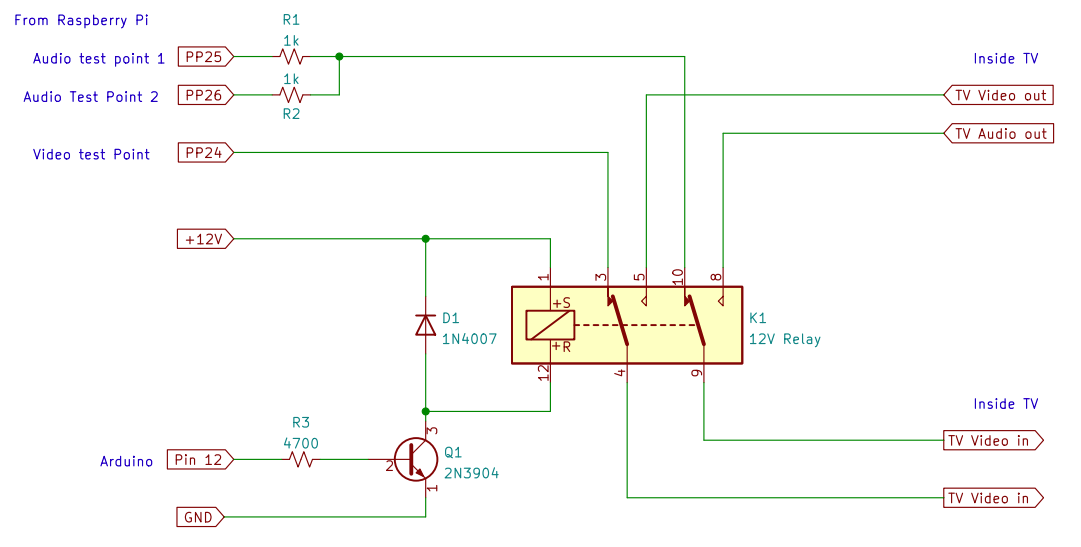 From Raspberry Pi
R1
1k
Audio test point 1
PP25
Inside TV
1k
Audio Test Point 2
PP26
TV Video out
R2
TV Audio out
Video test Point
PP24
+12V
1
3
5
10
8
+S
D1
K1
1N4007
12V Relay
+R
12
4
9
Inside TV
R3
3
4700
TV Video in
Arduino
Pin 12
2
Q1
2N3904
1
TV Video in
GND